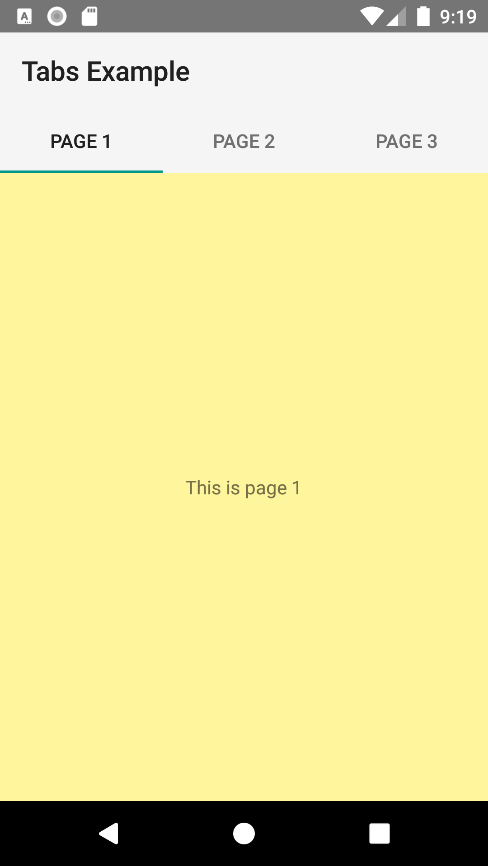 9:19
Tabs Example
PAGE 1 PAGE 2 PAGE 3
This is page 1